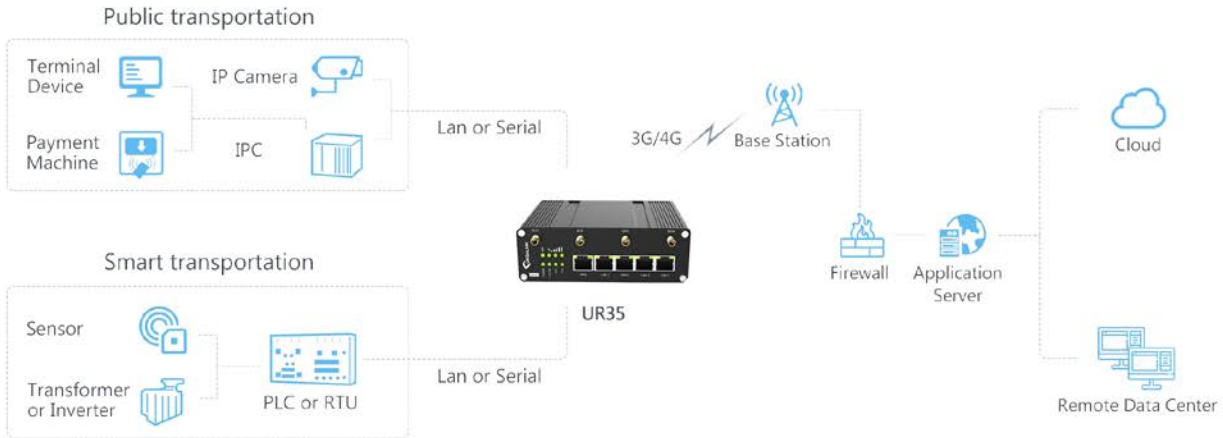 Public transportation
Terminal
Device
IP Camera
Payment
Machine
IPC
Lan or Serial
3G/4G
Base Station
Cloud
Smart transportation
UR35
Firewall
Application
Server
Sensor
Transformer
or Inverter
PLC or RTU
Lan or Serial
Remote Data Center